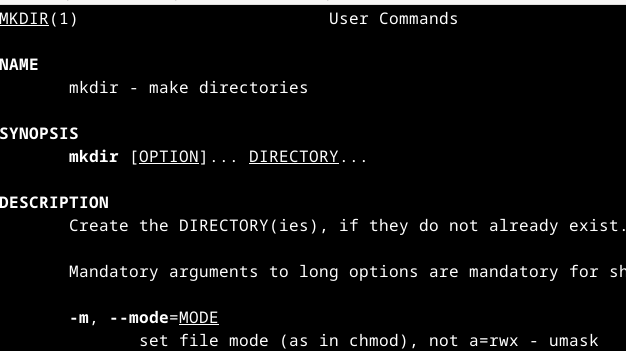 MKDIR(1) User Commands
NAME
mkdir - make directories
SYNOPSIS
mkdir [OPTION]... DIRECTORY...
DESCRIPTION
Create the DIRECTORY(ies), if they do not already exist.
Mandatory arguments to long options are mandatory for sh
-m, --mode=MODE
set file mode (as in chmod), not a=rwx - umask